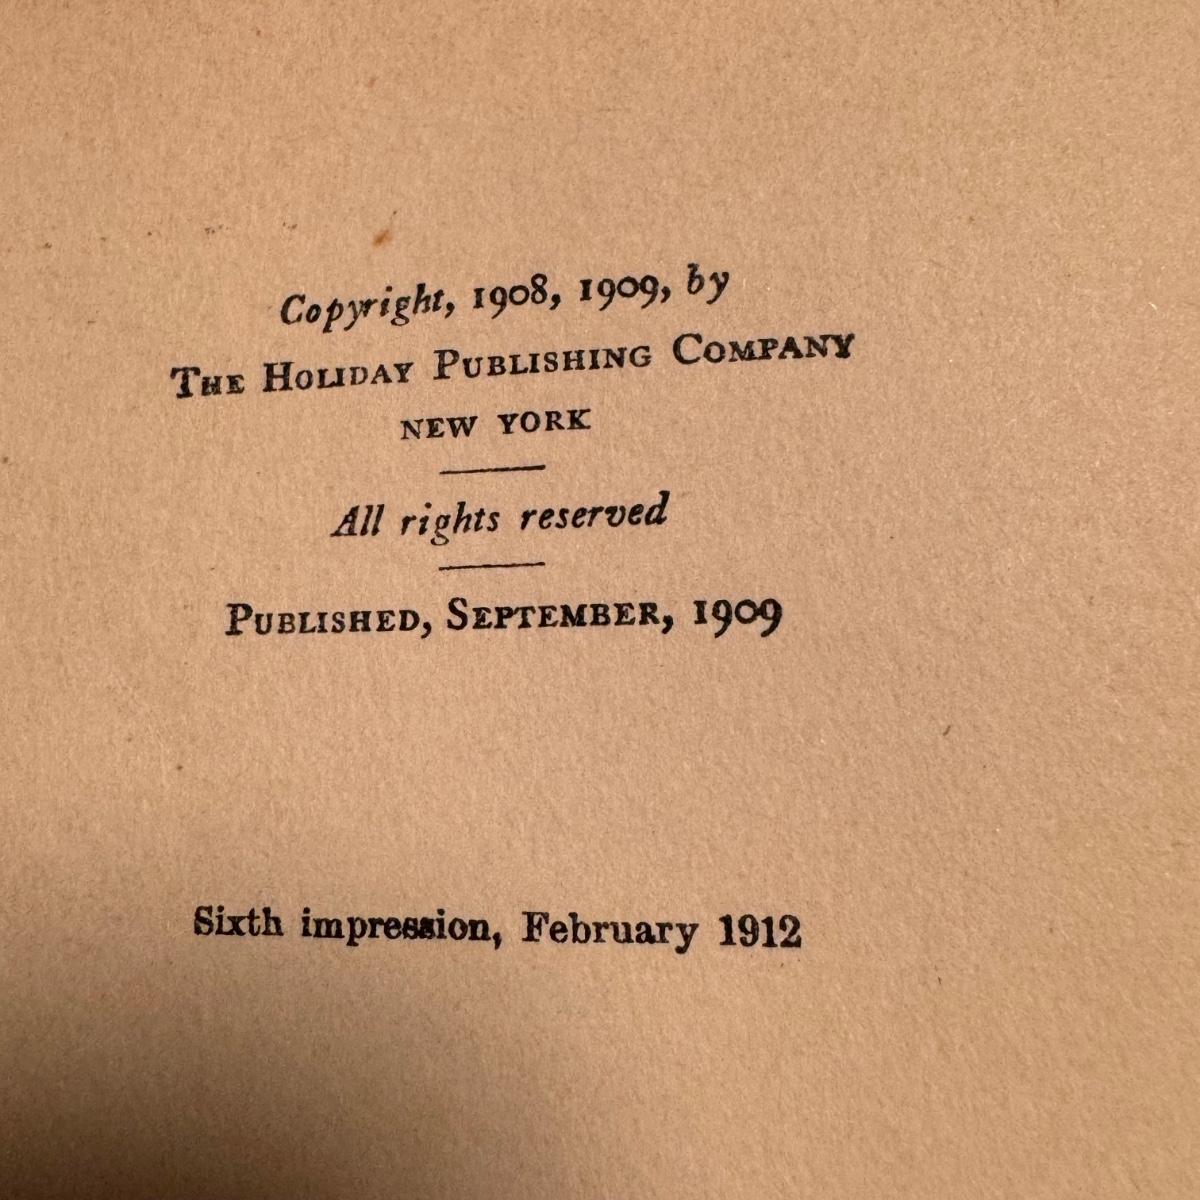 Copyright, 1908, 1909, by
The Holiday Publishing Company
NEW YORK
All rights reserved
Published, September, 1909
Sixth impression, February 1912